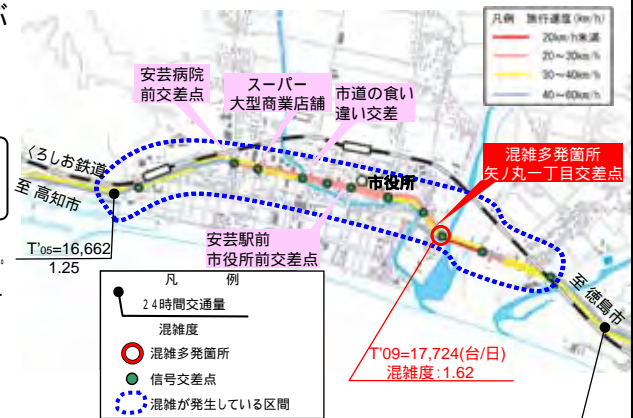 が
凡例 旅行速度(km/h)
20km/h未満
20～30km/h
30～40km/h
40～60km/h
安芸病院
前交差点
スーパー
大型商業店舗
市道の食い
違い交差
混雑多発箇所
矢ノ丸一丁目交差点
くろしお鉄道
至 高知市
市役所
安芸駅前
市役所前交差点
至 徳島市
T'05=16,662
1.25
凡 例
24時間交通量
混雑度
混雑多発箇所
信号交差点
混雑が発生している区間
T'09=17,724(台/日)
混雑度:1.62